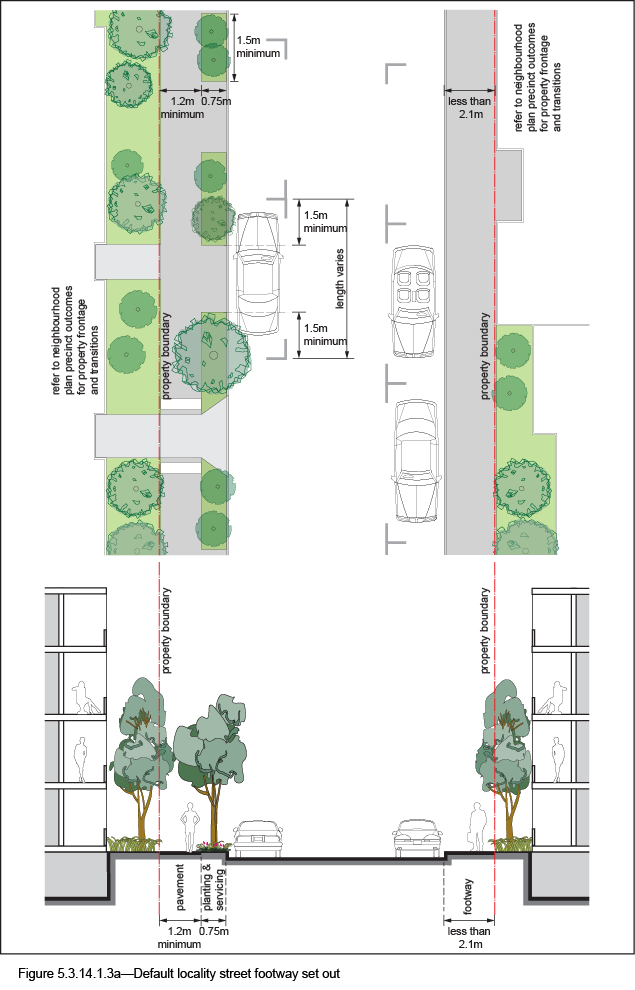 1.5m
minimum
1.2m
minimum
0.75m
less than
2.1m
refer to neighbourhood
plan precinct outcomes
for property frontage
and transitions
1.5m
minimum
length varies
1.5m
minimum
refer to neighbourhood
plan precinct outcomes
for property frontage
and transitions
property boundary
property boundary
property boundary
property boundary
pavement
planting &
servicing
footway
1.2m
minimum
0.75m
less than
2.1m
Figure 5.3.14.1.3a—Default locality street footway set out